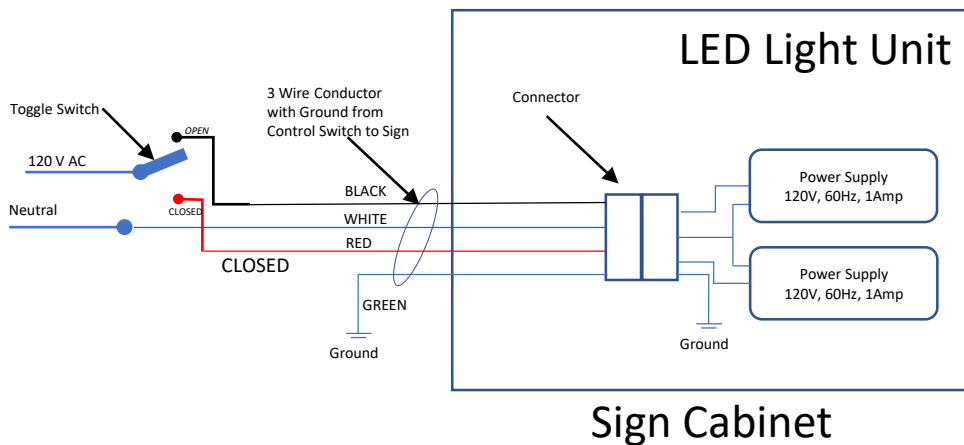 LED Light Unit
3 Wire Conductor
with Ground from
Control Switch to Sign
Connector
Toggle Switch
OPEN
120 V AC
Power Supply
120V, 60Hz, 1Amp
BLACK
Neutral
CLOSED
WHITE
RED
CLOSED
Power Supply
120V, 60Hz, 1Amp
GREEN
Ground
Ground
Sign Cabinet